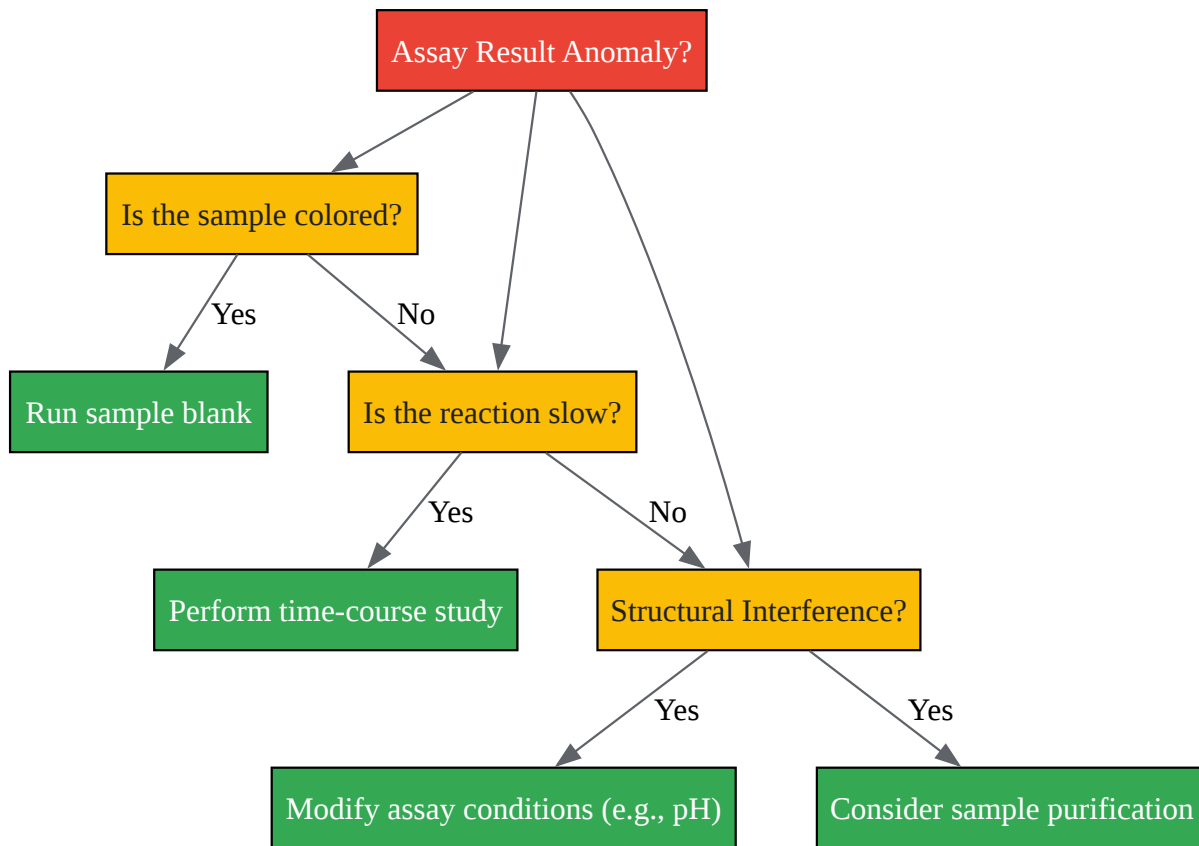 Assay Result Anomaly?
Is the sample colored?
Yes
No
Run sample blank
Is the reaction slow?
Yes
No
Perform time-course study
Structural Interference?
Yes
Yes
Modify assay conditions (e.g., pH)
Consider sample purification